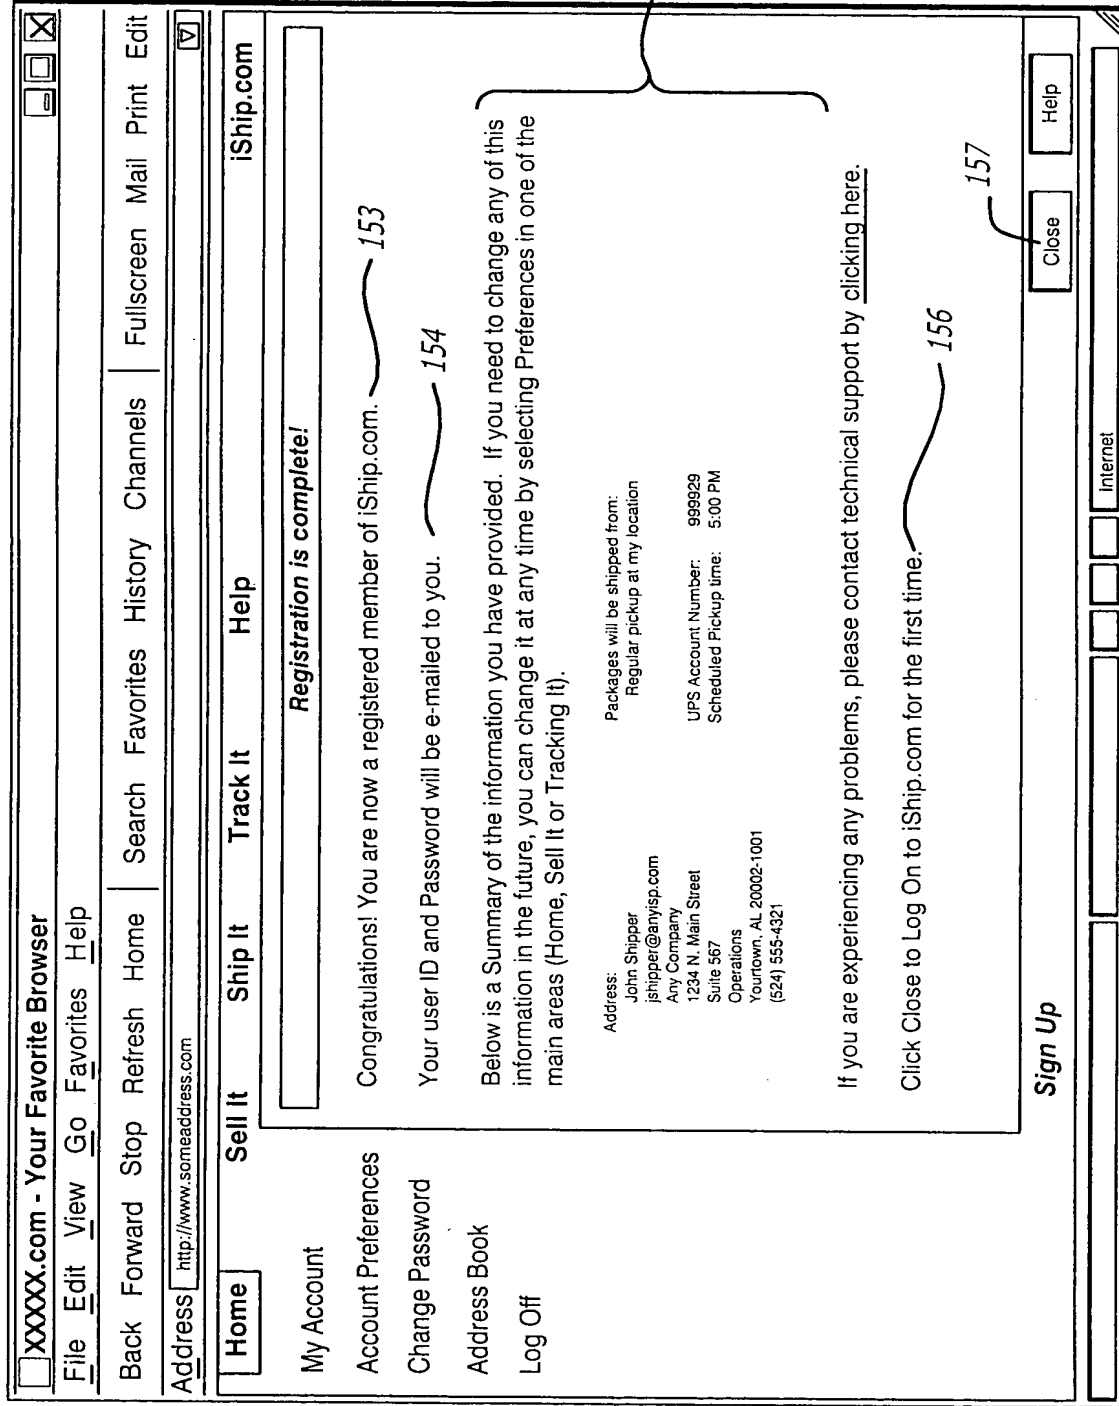 XXXXX.com - Your Favorite Browser
File Edit View Go Favorites Help
Back Forward Stop Refresh Home Search Favorites History Channels Fullscreen Mail Print Edit
Address http://www.someaddress.com
Home Sell It Ship It Track It Help iShip.com
My Account
Account Preferences
Change Password
Address Book
Log Off
Registration is complete!
Congratulations! You are now a registered member of iShip.com. 153
Your user ID and Password will be e-mailed to you. 154
Below is a Summary of the information you have provided. If you need to change any of this
information in the future, you can change it at any time by selecting Preferences in one of the
main areas (Home, Sell It or Tracking It).
Address:
John Shipper
jshipper@anyisp.com
Any Company
1234 N. Main Street
Suite 567
Operations
Yourtown, AL 20002-1001
(524) 555-4321
Packages will be shipped from:
Regular pickup at my location
UPS Account Number: 999929
Scheduled Pickup time: 5:00 PM
If you are experiencing any problems, please contact technical support by clicking here.
Click Close to Log On to iShip.com for the first time. 156
157
Sign Up Close Help
internet